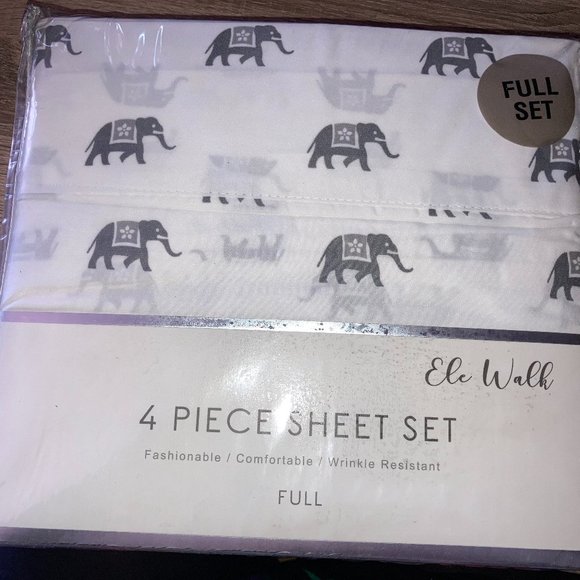 FULL
SET
Ele Walk
4 PIECE SHEET SET
Fashionable / Comfortable / Wrinkle Resistant
FULL